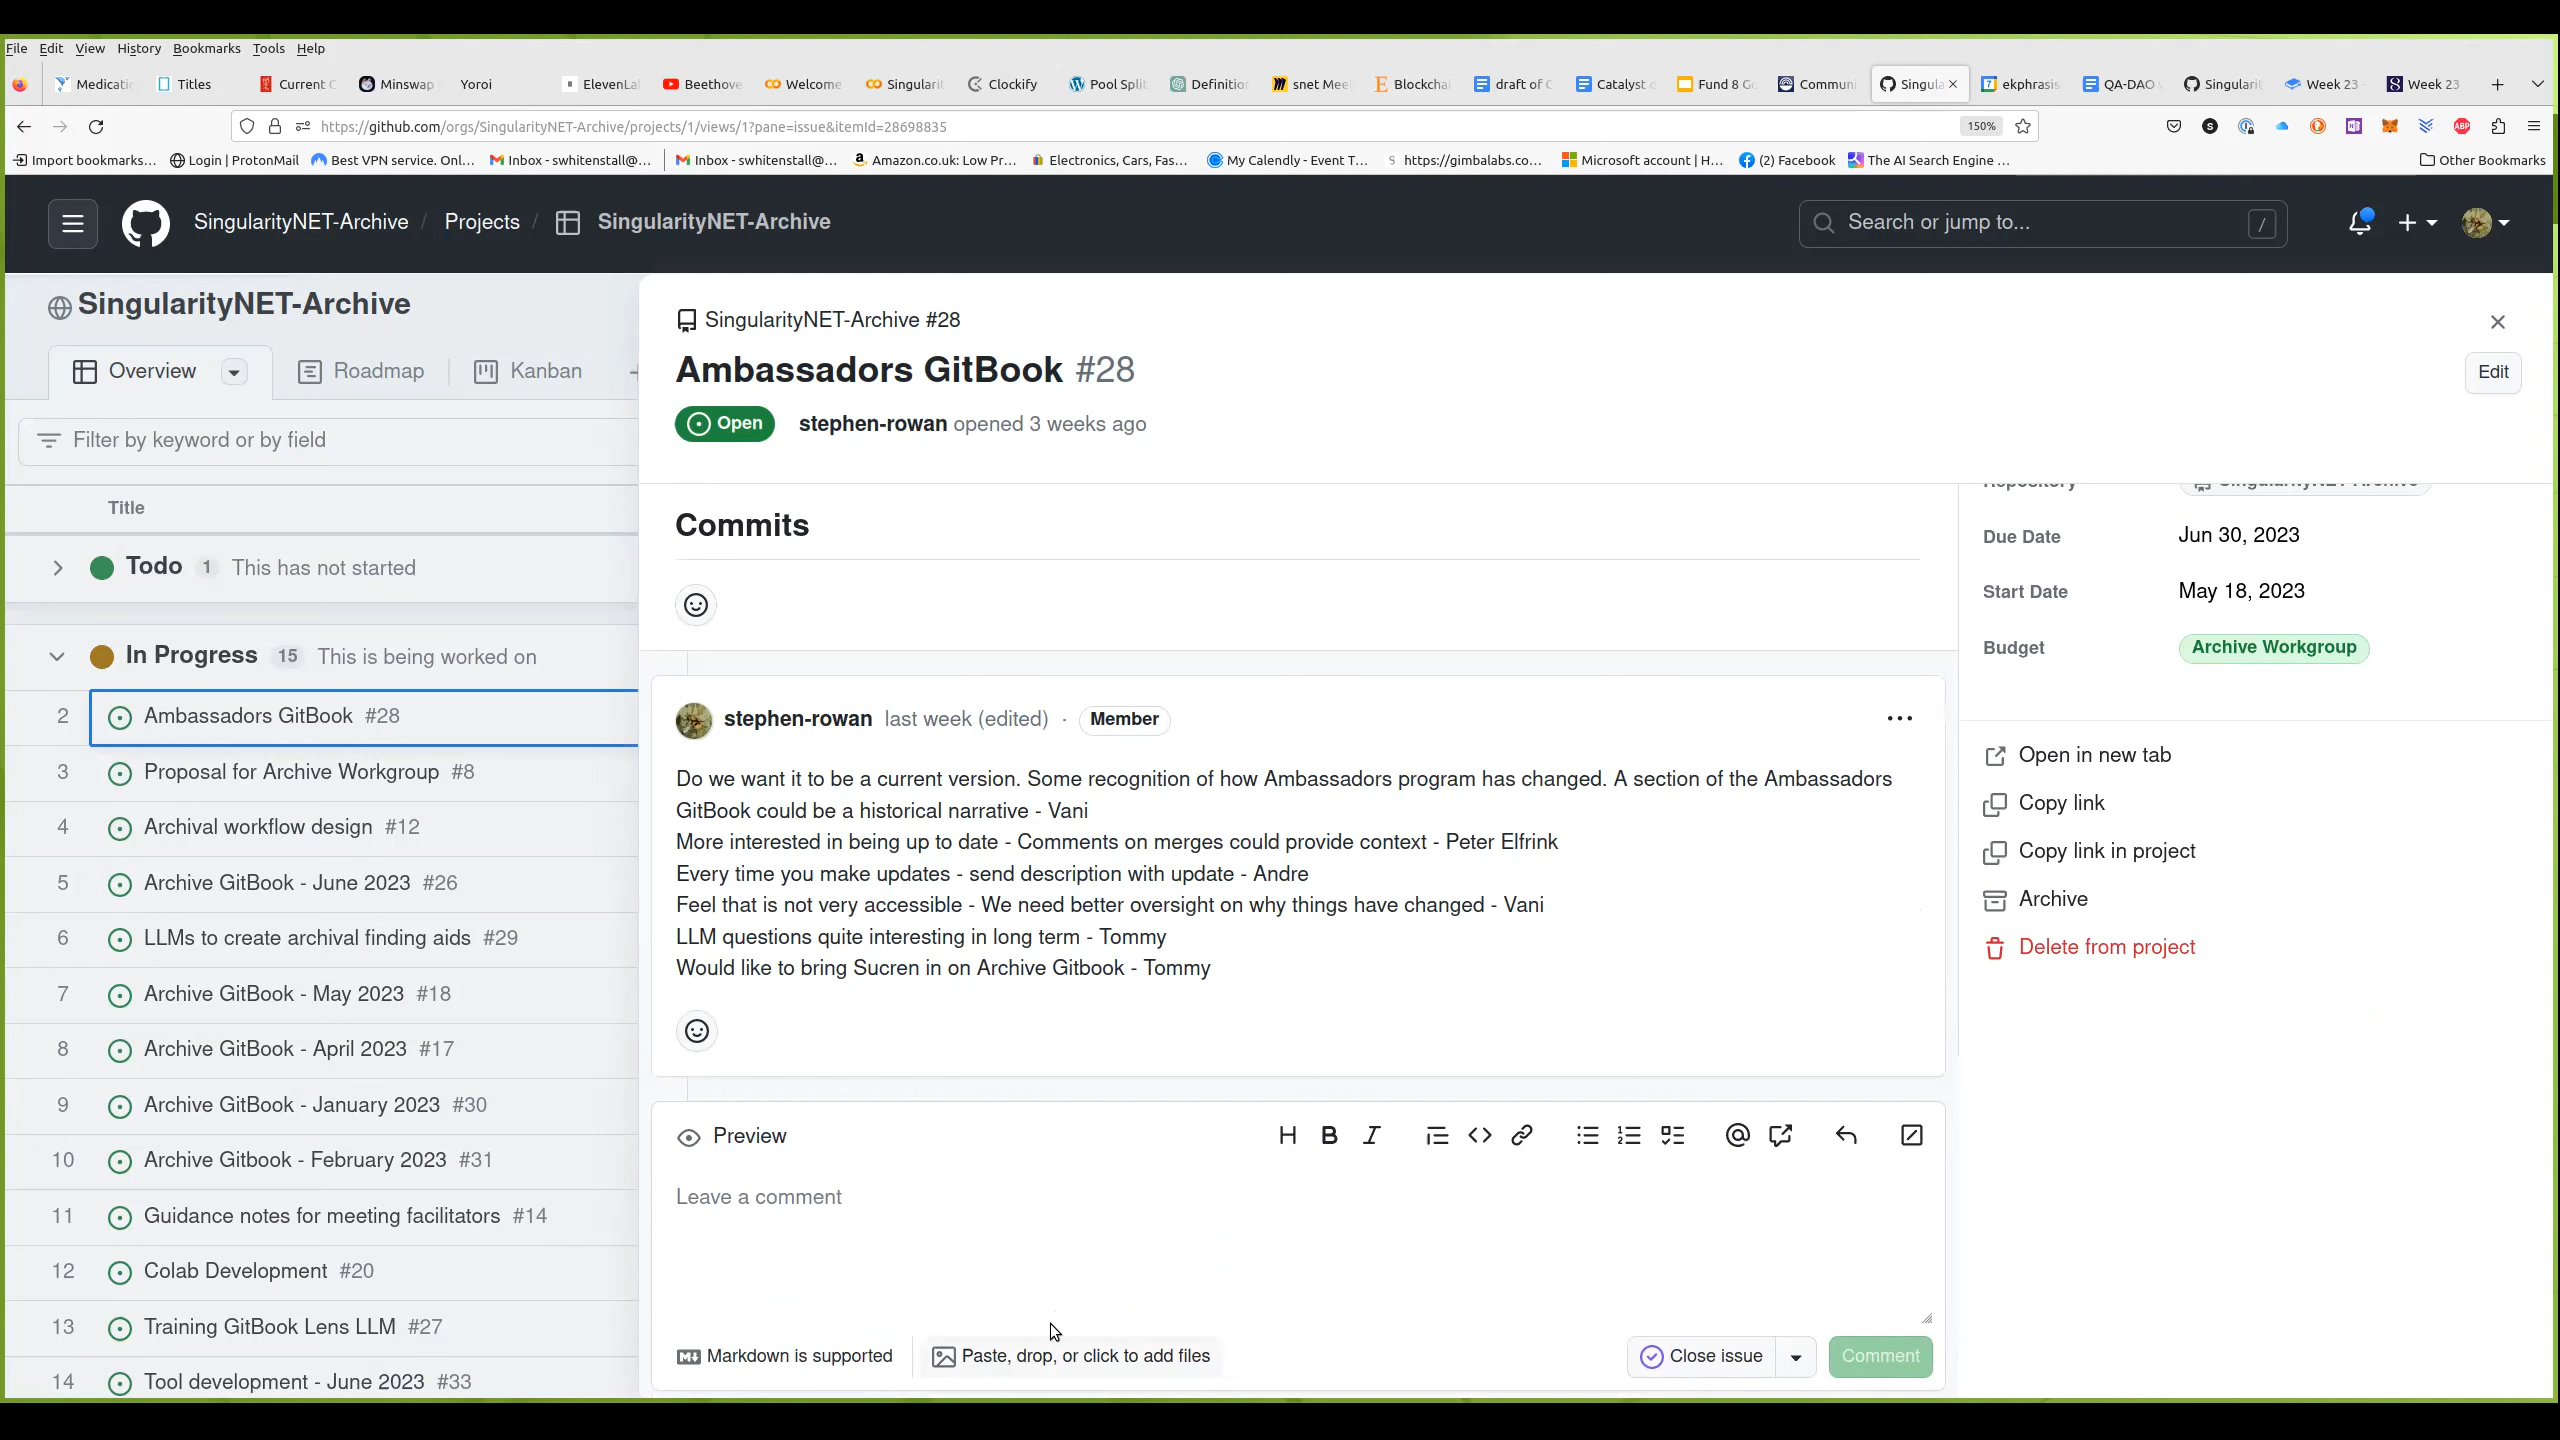 File Edit View History Bookmarks Tools Help
Medicati Titles Current C Minswap Yoroi ElevenLa Beethove Welcome Singularit Clockify Pool Split Definition snet Mee Blockchai draft of C Catalyst Fund 8 Go Communi Singula ekphrasis QA-DAO Singularit Week 23 Week 23
https://github.com/orgs/SingularityNET-Archive/projects/1/views/1?pane=issue&itemId=28698835 150%
Import bookmarks... Login | ProtonMail Best VPN service. Onl... Inbox - swhitenstall@... Inbox - swhitenstall@... Amazon.co.uk: Low Pr... Electronics, Cars, Fas... My Calendly - Event T... https://gimbalabs.co... Microsoft account | H... (2) Facebook The AI Search Engine ... Other Bookmarks
SingularityNET-Archive / Projects / SingularityNET-Archive Search or jump to... /
SingularityNET-Archive
Overview Roadmap Kanban
Filter by keyword or by field
Title
Todo 1 This has not started
In Progress 15 This is being worked on
2 Ambassadors GitBook #28
3 Proposal for Archive Workgroup #8
4 Archival workflow design #12
5 Archive GitBook - June 2023 #26
6 LLMs to create archival finding aids #29
7 Archive GitBook - May 2023 #18
8 Archive GitBook - April 2023 #17
9 Archive GitBook - January 2023 #30
10 Archive Gitbook - February 2023 #31
11 Guidance notes for meeting facilitators #14
12 Colab Development #20
13 Training GitBook Lens LLM #27
14 Tool development - June 2023 #33
SingularityNET-Archive #28
Ambassadors GitBook #28
Edit
Open stephen-rowan opened 3 weeks ago
Commits
stephen-rowan last week (edited) · Member
Do we want it to be a current version. Some recognition of how Ambassadors program has changed. A section of the Ambassadors
GitBook could be a historical narrative - Vani
More interested in being up to date - Comments on merges could provide context - Peter Elfrink
Every time you make updates - send description with update - Andre
Feel that is not very accessible - We need better oversight on why things have changed - Vani
LLM questions quite interesting in long term - Tommy
Would like to bring Sucren in on Archive Gitbook - Tommy
Preview
Leave a comment
Markdown is supported Paste, drop, or click to add files Close issue Comment
Repository SingularityNET-Archive
Due Date Jun 30, 2023
Start Date May 18, 2023
Budget Archive Workgroup
Open in new tab
Copy link
Copy link in project
Archive
Delete from project